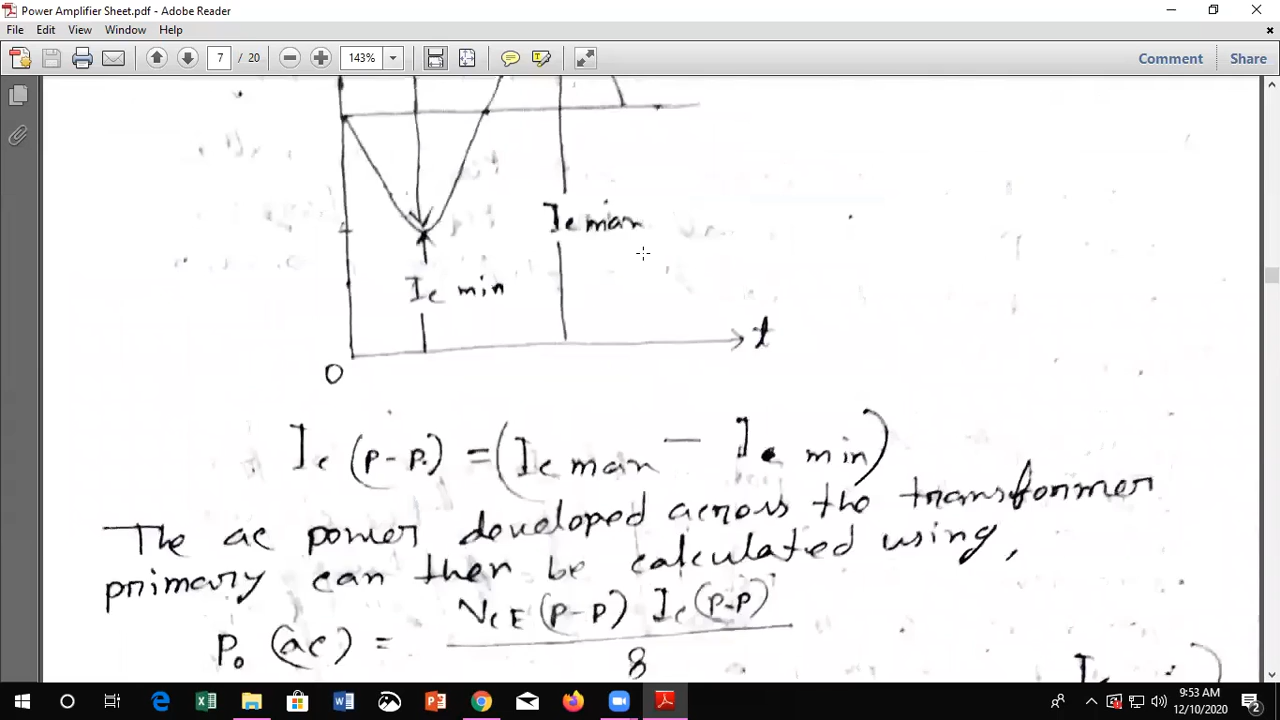 Power Amplifier Sheet.pdf - Adobe Reader
File Edit View Window Help
7 / 20 143% Comment Share
Ic max
Ic min
t
0
Ic (p-p) = (Ic max − Ic min)
The ac power developed across the transformer
primary can then be calculated using,
Po (ac) = VCE (p-p) Ic (p-p) / 8
9:53 AM
12/10/2020
2